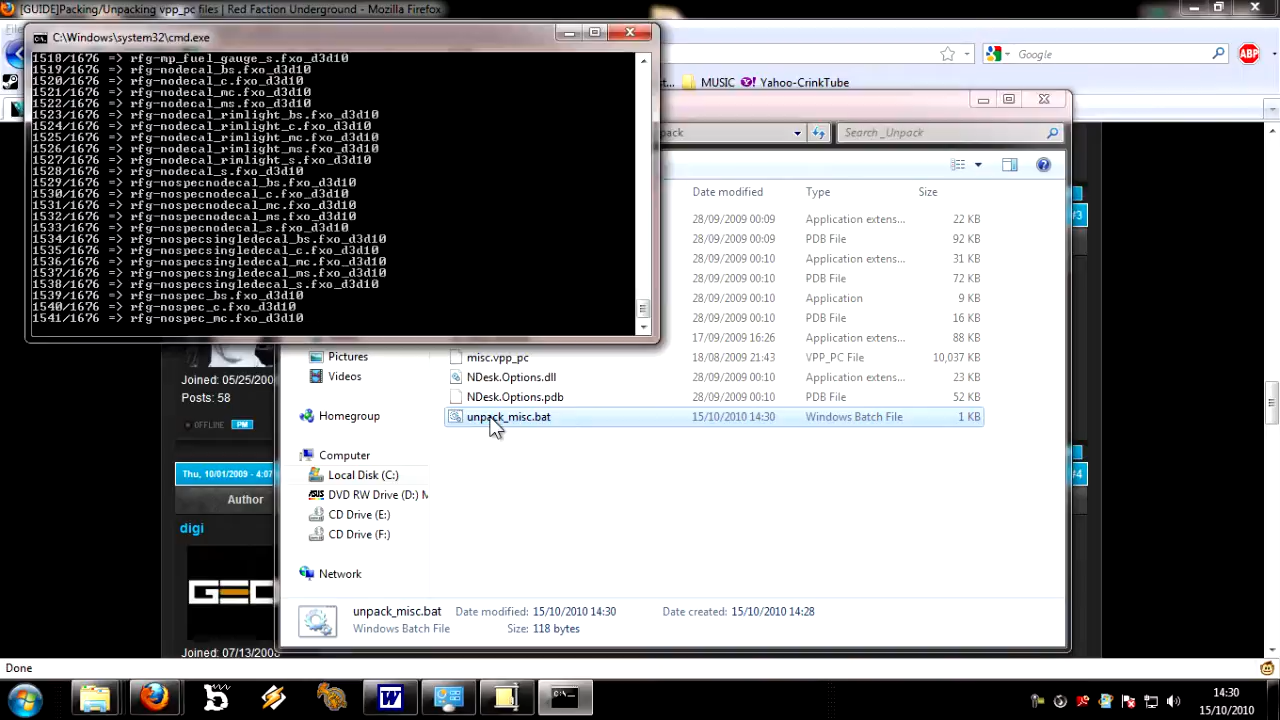 [GUIDE]Packing/Unpacking vpp_pc files | Red Faction Underground - Mozilla Firefox
C:\Windows\system32\cmd.exe
1518/1676 => rfg-mp_fuel_gauge_s.fxo_d3d10
1519/1676 => rfg-nodecal_bs.fxo_d3d10
1520/1676 => rfg-nodecal_c.fxo_d3d10
1521/1676 => rfg-nodecal_mc.fxo_d3d10
1522/1676 => rfg-nodecal_ms.fxo_d3d10
1523/1676 => rfg-nodecal_rimlight_bs.fxo_d3d10
1524/1676 => rfg-nodecal_rimlight_c.fxo_d3d10
1525/1676 => rfg-nodecal_rimlight_mc.fxo_d3d10
1526/1676 => rfg-nodecal_rimlight_ms.fxo_d3d10
1527/1676 => rfg-nodecal_rimlight_s.fxo_d3d10
1528/1676 => rfg-nodecal_s.fxo_d3d10
1529/1676 => rfg-nospecnodecal_bs.fxo_d3d10
1530/1676 => rfg-nospecnodecal_c.fxo_d3d10
1531/1676 => rfg-nospecnodecal_mc.fxo_d3d10
1532/1676 => rfg-nospecnodecal_ms.fxo_d3d10
1533/1676 => rfg-nospecnodecal_s.fxo_d3d10
1534/1676 => rfg-nospecsingledecal_bs.fxo_d3d10
1535/1676 => rfg-nospecsingledecal_c.fxo_d3d10
1536/1676 => rfg-nospecsingledecal_mc.fxo_d3d10
1537/1676 => rfg-nospecsingledecal_ms.fxo_d3d10
1538/1676 => rfg-nospecsingledecal_s.fxo_d3d10
1539/1676 => rfg-nospec_bs.fxo_d3d10
1540/1676 => rfg-nospec_c.fxo_d3d10
1541/1676 => rfg-nospec_mc.fxo_d3d10
Google
ABP
MUSIC Yahoo-CrinkTube
pack
Search _Unpack
Date modified Type Size
28/09/2009 00:09 Application extens... 22 KB
28/09/2009 00:09 PDB File 92 KB
28/09/2009 00:10 Application extens... 31 KB
28/09/2009 00:10 PDB File 72 KB
28/09/2009 00:10 Application 9 KB
28/09/2009 00:10 PDB File 16 KB
17/09/2009 16:26 Application extens... 88 KB
misc.vpp_pc 18/08/2009 21:43 VPP_PC File 10,037 KB
NDesk.Options.dll 28/09/2009 00:10 Application extens... 23 KB
NDesk.Options.pdb 28/09/2009 00:10 PDB File 52 KB
unpack_misc.bat 15/10/2010 14:30 Windows Batch File 1 KB
Pictures
Videos
Homegroup
Computer
Local Disk (C:)
ASUS DVD RW Drive (D:) M
CD Drive (E:)
CD Drive (F:)
Network
unpack_misc.bat Date modified: 15/10/2010 14:30 Date created: 15/10/2010 14:28
Windows Batch File Size: 118 bytes
Joined: 05/25/200
Posts: 58
OFFLINE PM
#3
Thu, 10/01/2009 - 4:07
#4
Author
digi
GEC
Joined: 07/13/200
Done
14:30
15/10/2010